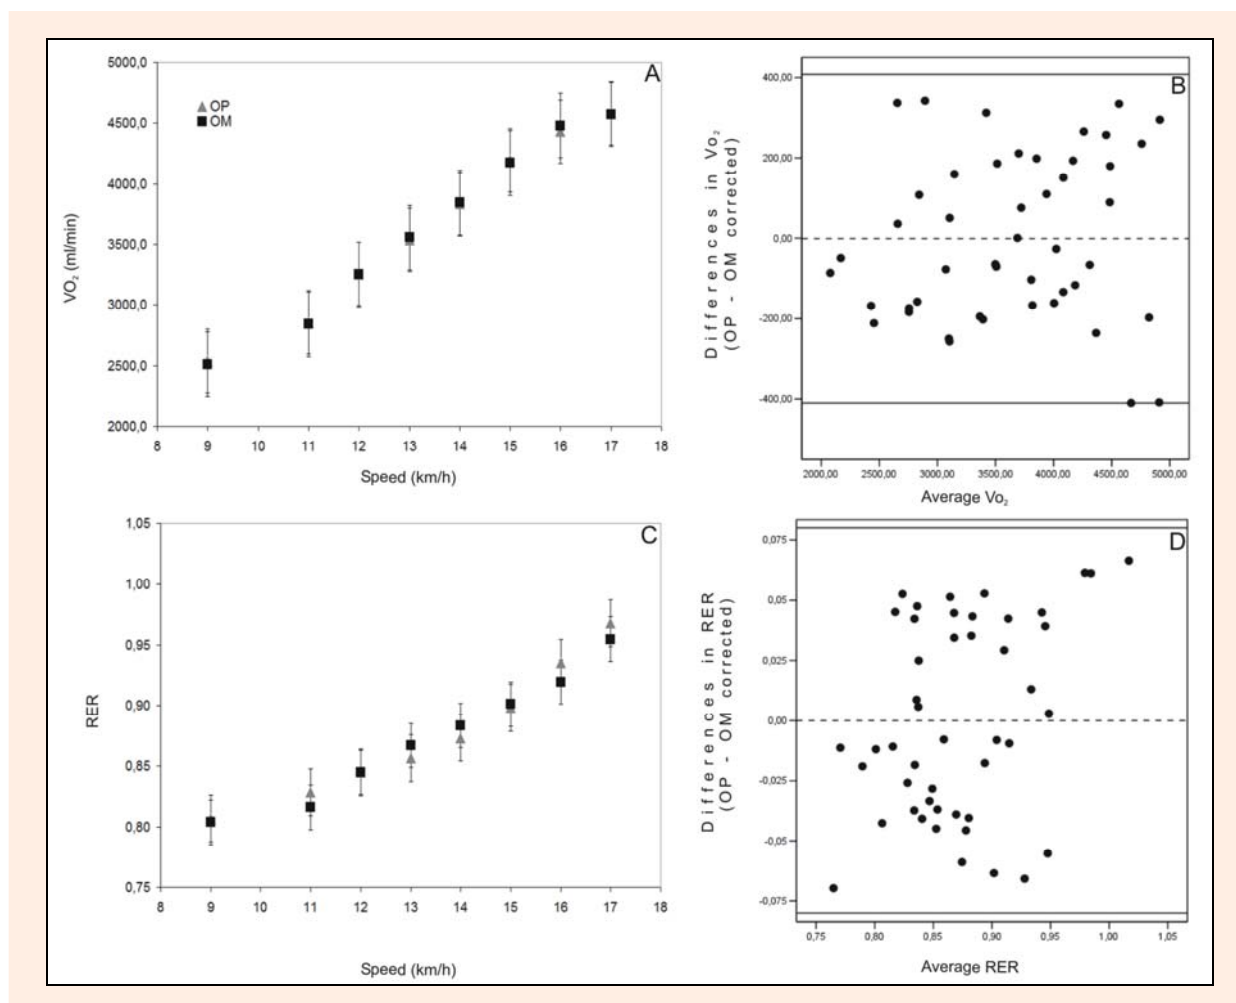 A
5000,0
4500,0
4000,0
3500,0
3000,0
2500,0
2000,0
VO₂ (ml/min)
OP
OM
8 9 10 11 12 13 14 15 16 17 18
Speed (km/h)
B
400,00
200,00
0,00
-200,00
-400,00
Differences in Vo₂
(OP - OM corrected)
2000,00 2500,00 3000,00 3500,00 4000,00 4500,00 5000,00
Average Vo₂
C
1,05
1,00
0,95
0,90
0,85
0,80
0,75
RER
8 9 10 11 12 13 14 15 16 17 18
Speed (km/h)
D
0,075
0,05
0,025
0,00
-0,025
-0,05
-0,075
Differences in RER
(OP - OM corrected)
0,75 0,80 0,85 0,90 0,95 1,00 1,05
Average RER